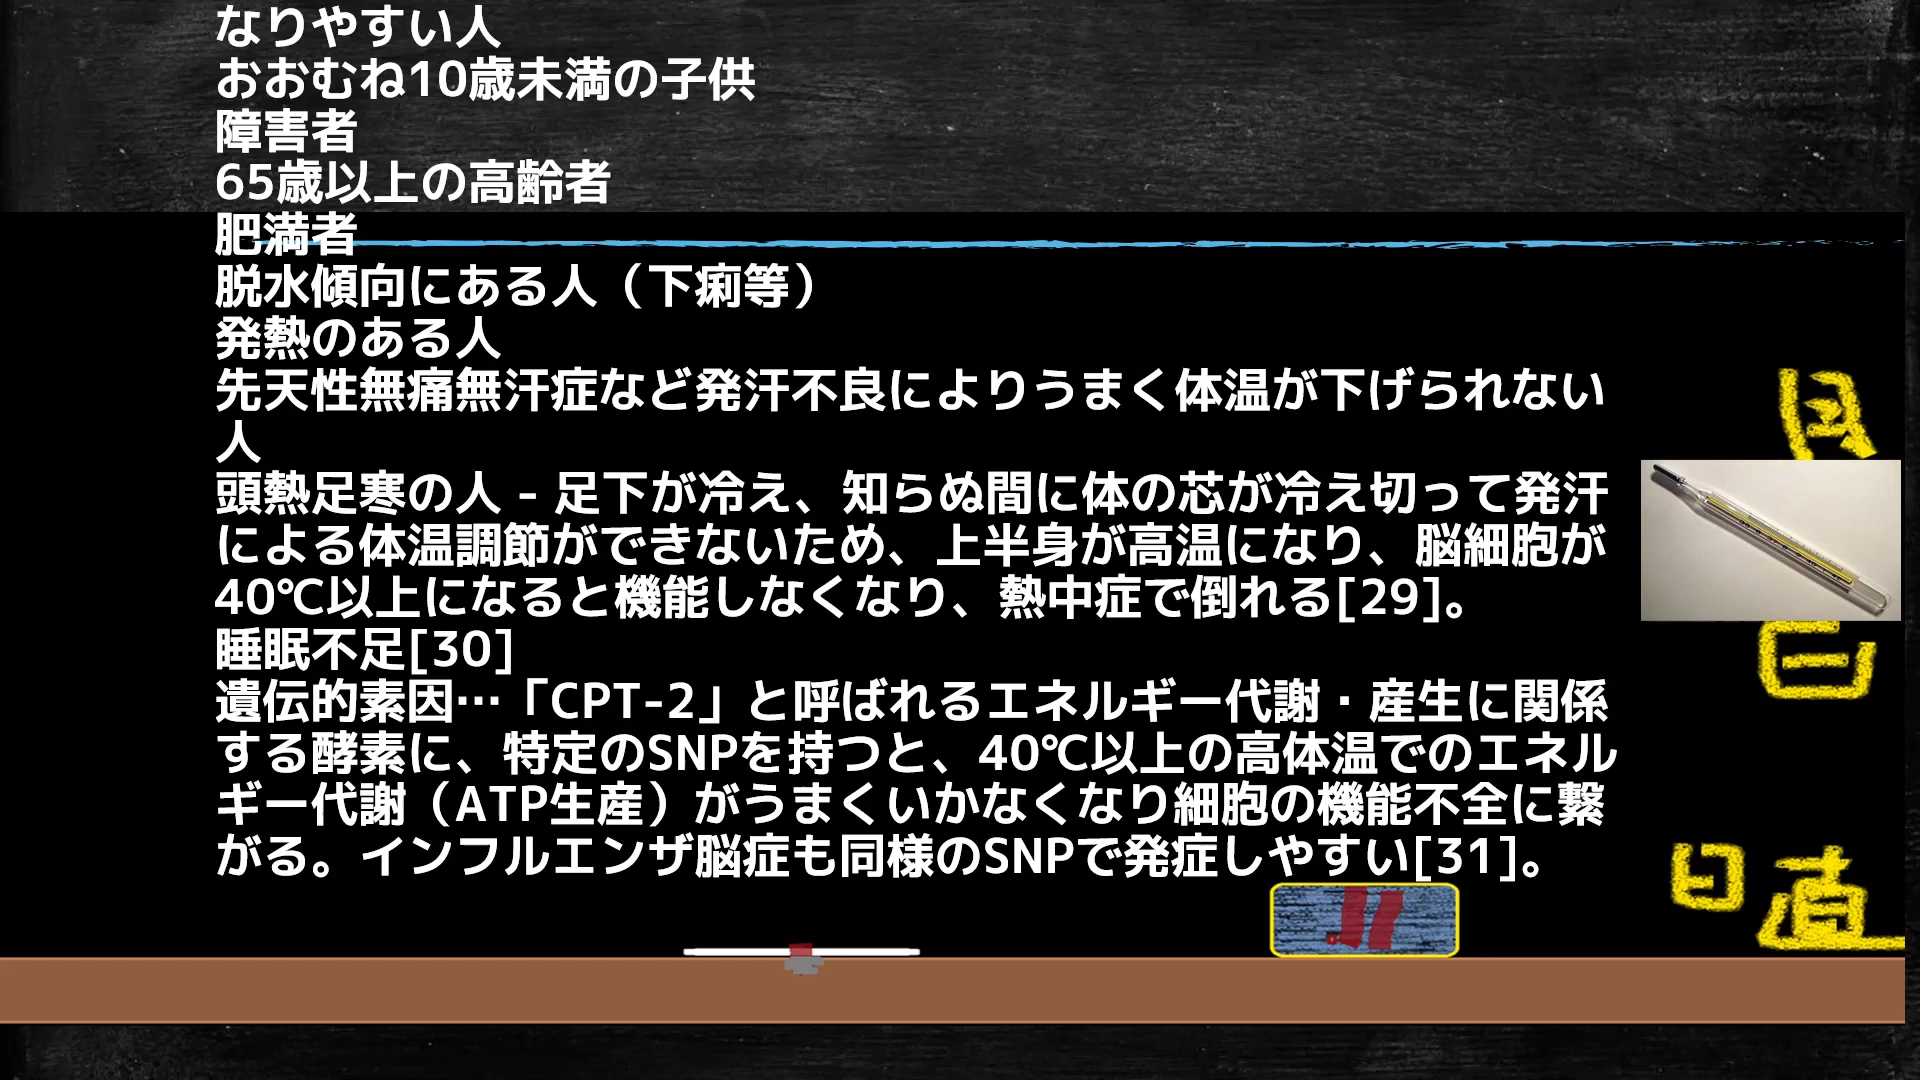 なりやすい人
おおむね10歳未満の子供
障害者
65歳以上の高齢者
肥満者
脱水傾向にある人（下痢等）
発熱のある人
先天性無痛無汗症など発汗不良によりうまく体温が下げられない
人
頭熱足寒の人 – 足下が冷え、知らぬ間に体の芯が冷え切って発汗
による体温調節ができないため、上半身が高温になり、脳細胞が
40℃以上になると機能しなくなり、熱中症で倒れる[29]。
睡眠不足[30]
遺伝的素因…「CPT-2」と呼ばれるエネルギー代謝・産生に関係
する酵素に、特定のSNPを持つと、40℃以上の高体温でのエネル
ギー代謝（ATP生産）がうまくいかなくなり細胞の機能不全に繋
がる。インフルエンザ脳症も同様のSNPで発症しやすい[31]。
日直